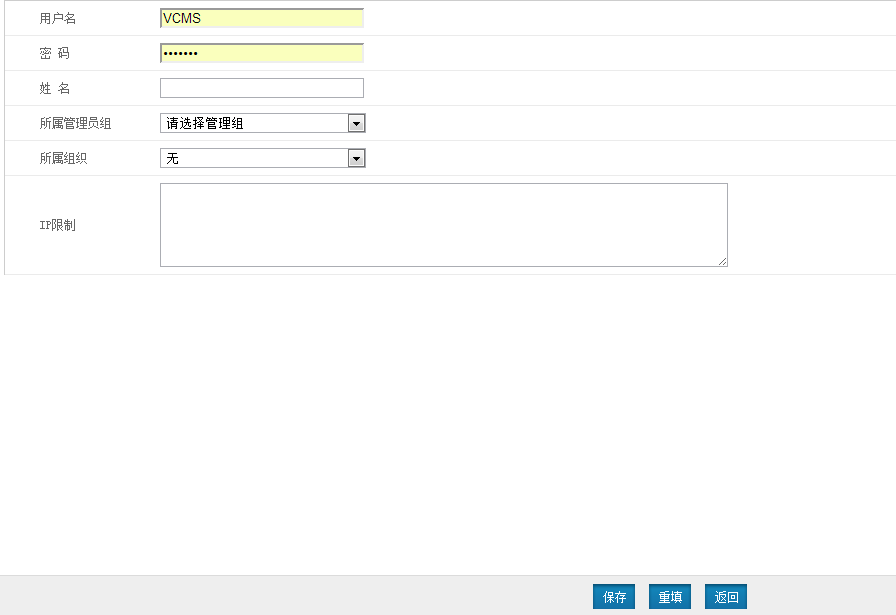 用户名 VCMS
密 码 •••••••
姓 名
所属管理员组 请选择管理组
所属组织 无
IP限制
保存 重填 返回